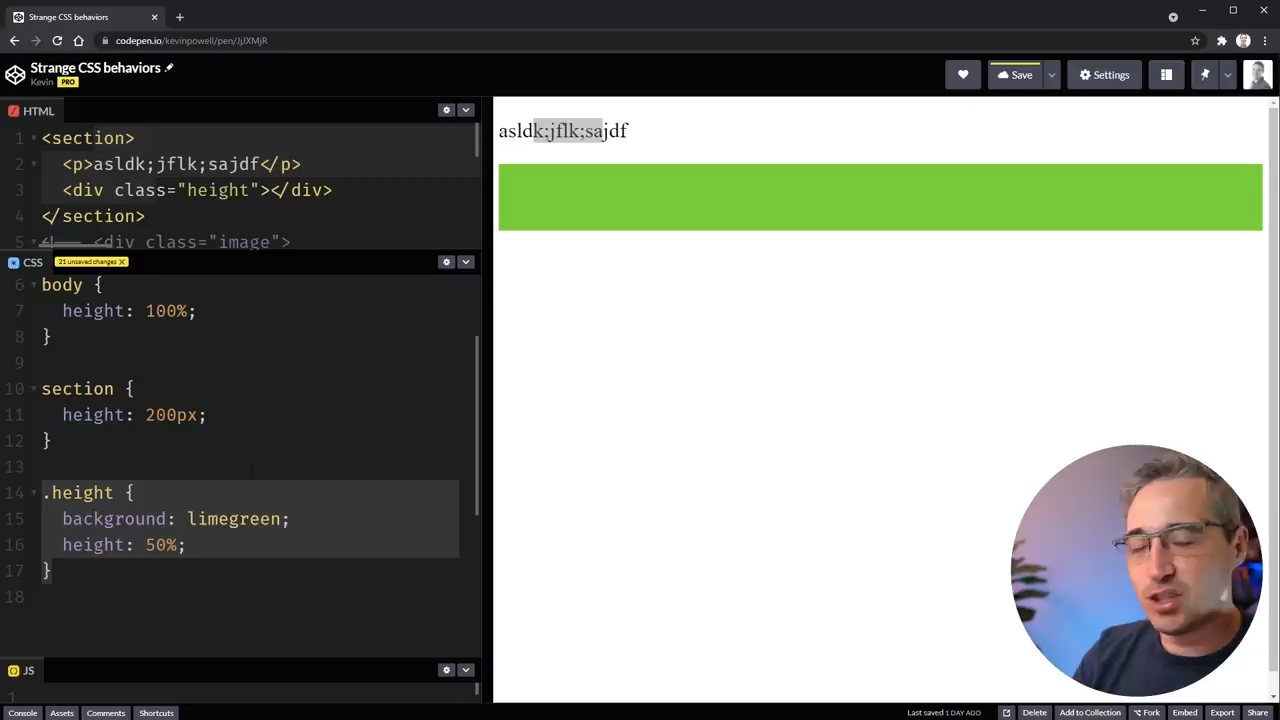 Strange CSS behaviors
codepen.io/kevinpowell/pen/JjJXMjR
Strange CSS behaviors
Kevin PRO
Save
Settings
HTML
1 <section>
2 <p>asldk;jflk;sajdf</p>
3 <div class="height"></div>
4 </section>
5 <!-- <div class="image">
CSS 21 unsaved changes X
6 body {
7 height: 100%;
8 }
9
10 section {
11 height: 200px;
12 }
13
14 .height {
15 background: limegreen;
16 height: 50%;
17 }
18
JS
1
asldk;jflk;sajdf
Console Assets Comments Shortcuts
Last saved 1 DAY AGO Delete Add to Collection Fork Embed Export Share